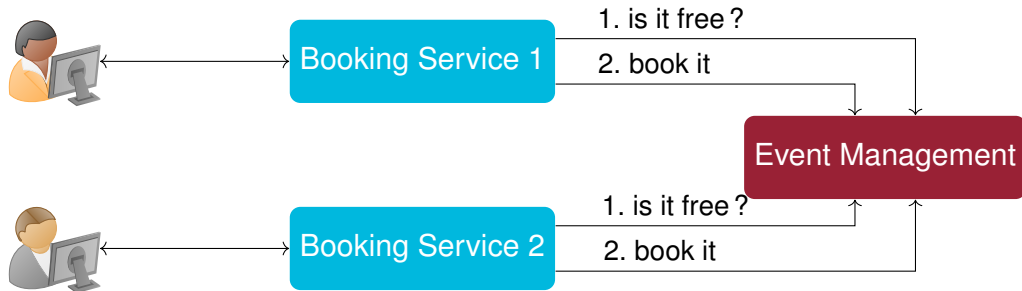 1. is it free?
Booking Service 1
2. book it
Event Management
1. is it free?
Booking Service 2
2. book it